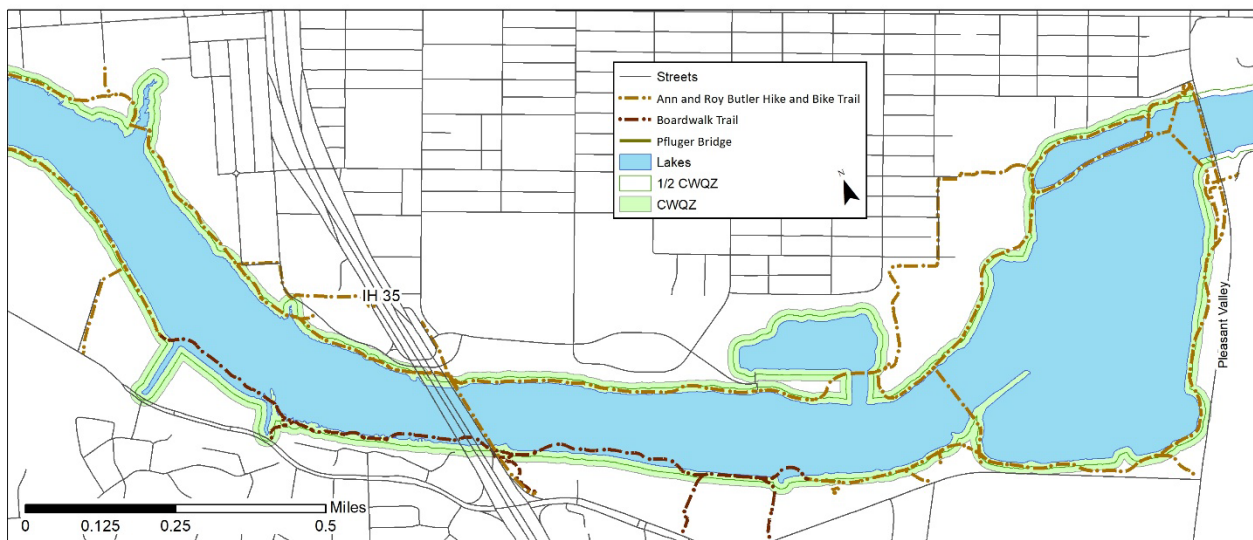 Streets
Ann and Roy Butler Hike and Bike Trail
Boardwalk Trail
Pfluger Bridge
Lakes
1/2 CWQZ
CWQZ
N
IH 35
Pleasant Valley
Miles
0 0.125 0.25 0.5